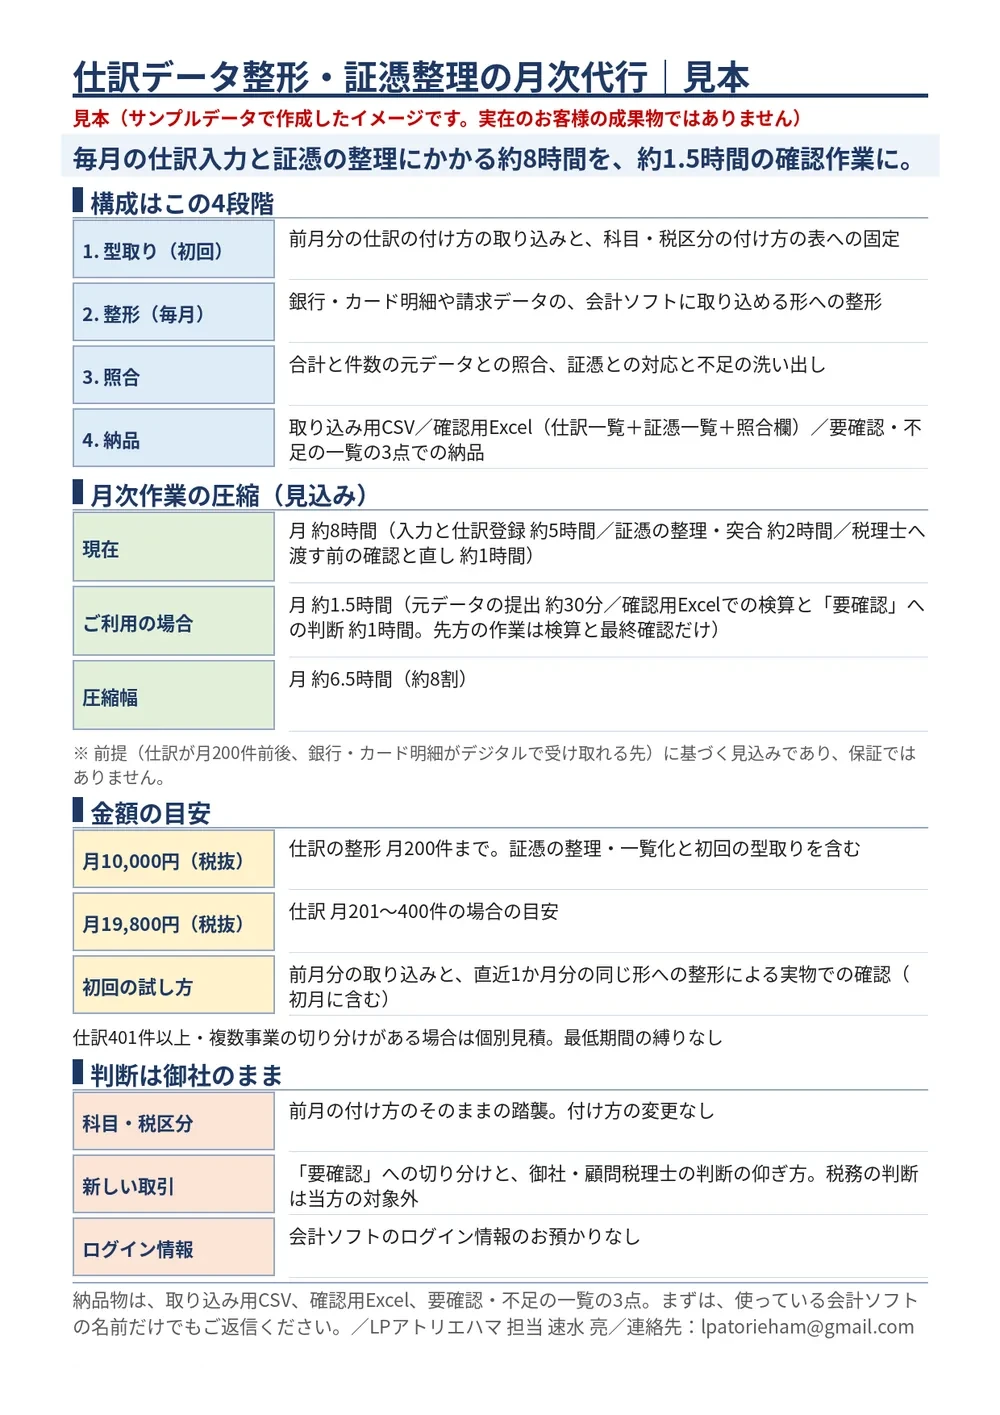 仕訳データ整形・証憑整理の月次代行｜見本
見本（サンプルデータで作成したイメージです。実在のお客様の成果物ではありません）
毎月の仕訳入力と証憑の整理にかかる約8時間を、約1.5時間の確認作業に。
構成はこの4段階
1. 型取り（初回）
前月分の仕訳の付け方の取り込みと、科目・税区分の付け方の表への固定
2. 整形（毎月）
銀行・カード明細や請求データの、会計ソフトに取り込める形への整形
3. 照合
合計と件数の元データとの照合、証憑との対応と不足の洗い出し
4. 納品
取り込み用CSV／確認用Excel（仕訳一覧＋証憑一覧＋照合欄）／要確認・不
足の一覧の3点での納品
月次作業の圧縮（見込み）
現在
月 約8時間（入力と仕訳登録 約5時間／証憑の整理・突合 約2時間／税理士へ
渡す前の確認と直し 約1時間）
ご利用の場合
月 約1.5時間（元データの提出 約30分／確認用Excelでの検算と「要確認」へ
の判断 約1時間。先方の作業は検算と最終確認だけ）
圧縮幅
月 約6.5時間（約8割）
※ 前提（仕訳が月200件前後、銀行・カード明細がデジタルで受け取れる先）に基づく見込みであり、保証では
ありません。
金額の目安
月10,000円（税抜）
仕訳の整形 月200件まで。証憑の整理・一覧化と初回の型取りを含む
月19,800円（税抜）
仕訳 月201〜400件の場合の目安
初回の試し方
前月分の取り込みと、直近1か月分の同じ形への整形による実物での確認（
初月に含む）
仕訳401件以上・複数事業の切り分けがある場合は個別見積。最低期間の縛りなし
判断は御社のまま
科目・税区分
前月の付け方のそのままの踏襲。付け方の変更なし
新しい取引
「要確認」への切り分けと、御社・顧問税理士の判断の仰ぎ方。税務の判断
は当方の対象外
ログイン情報
会計ソフトのログイン情報のお預かりなし
納品物は、取り込み用CSV、確認用Excel、要確認・不足の一覧の3点。まずは、使っている会計ソフト
の名前だけでもご返信ください。／LPアトリエハマ 担当 速水 亮／連絡先：lpatorieham@gmail.com